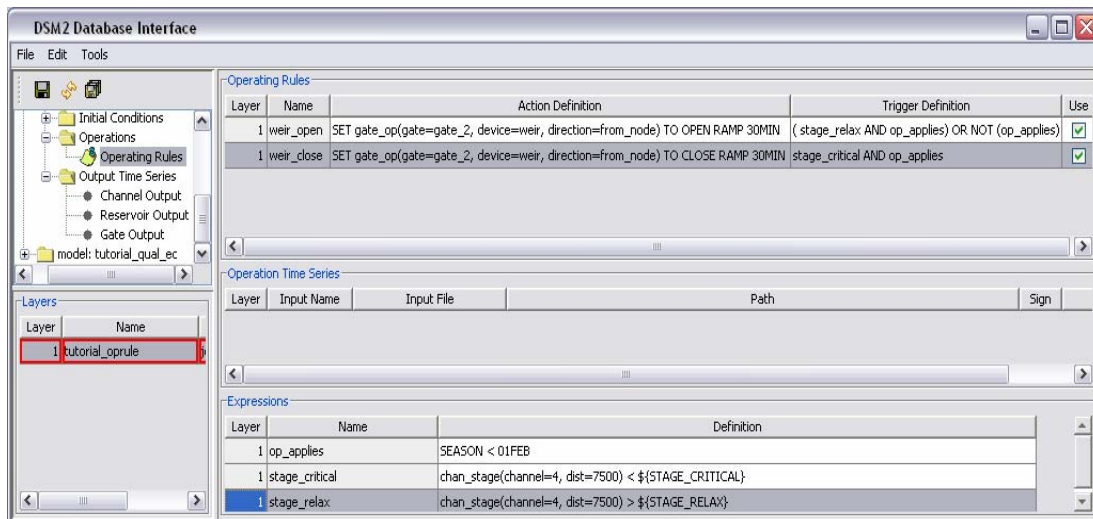 DSM2 Database Interface
File Edit Tools
Initial Conditions
Operations
Operating Rules
Output Time Series
Channel Output
Reservoir Output
Gate Output
model: tutorial_qual_ec
Layers
Layer Name
1 tutorial_oprule
Operating Rules
Layer Name Action Definition Trigger Definition Use
1 weir_open SET gate_op(gate=gate_2, device=weir, direction=from_node) TO OPEN RAMP 30MIN ( stage_relax AND op_applies) OR NOT (op_applies)
1 weir_close SET gate_op(gate=gate_2, device=weir, direction=from_node) TO CLOSE RAMP 30MIN stage_critical AND op_applies
Operation Time Series
Layer Input Name Input File Path Sign
Expressions
Layer Name Definition
1 op_applies SEASON < 01FEB
1 stage_critical chan_stage(channel=4, dist=7500) < ${STAGE_CRITICAL}
1 stage_relax chan_stage(channel=4, dist=7500) > ${STAGE_RELAX}